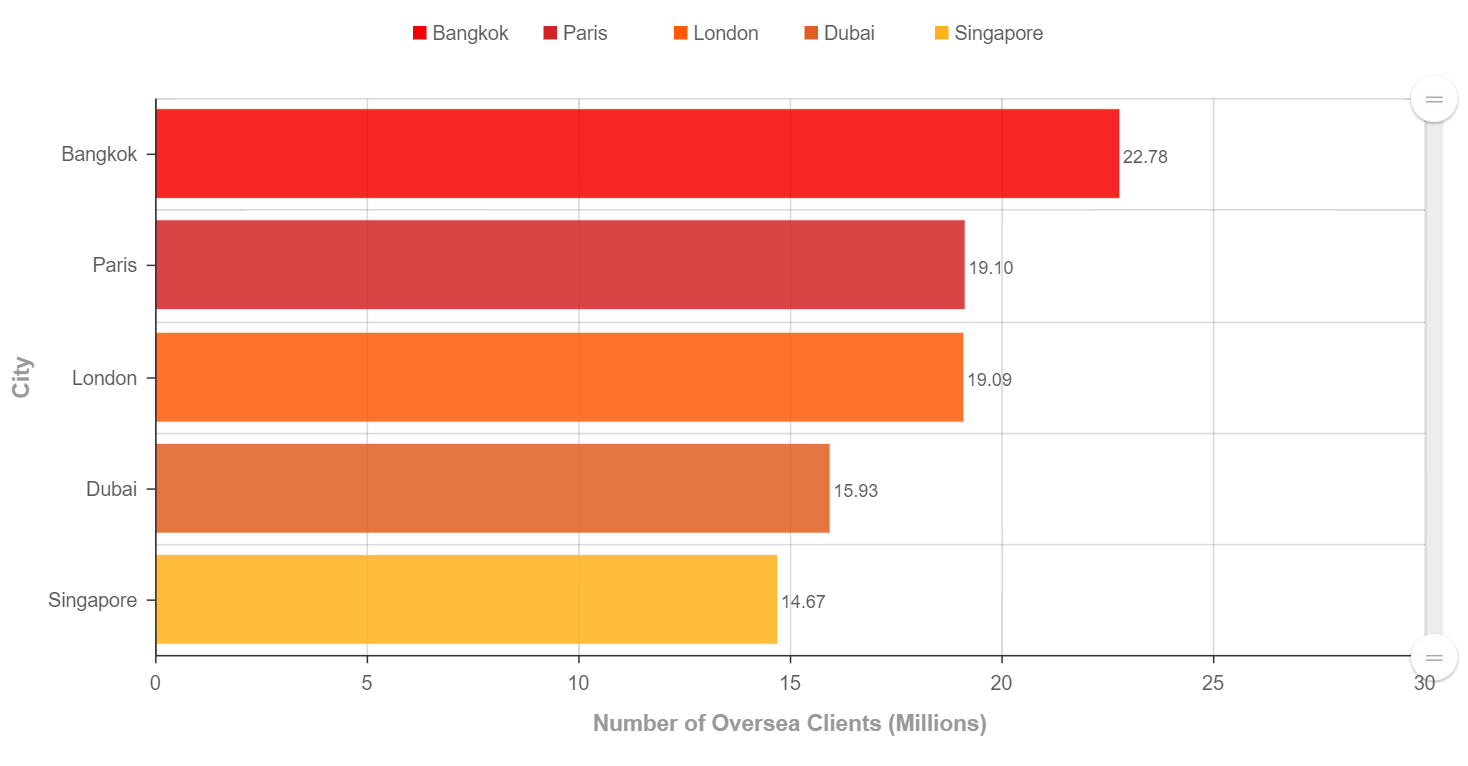 Bangkok Paris London Dubai Singapore
Bangkok 22.78
Paris 19.10
London 19.09
Dubai 15.93
Singapore 14.67
City
0 5 10 15 20 25 30
Number of Oversea Clients (Millions)